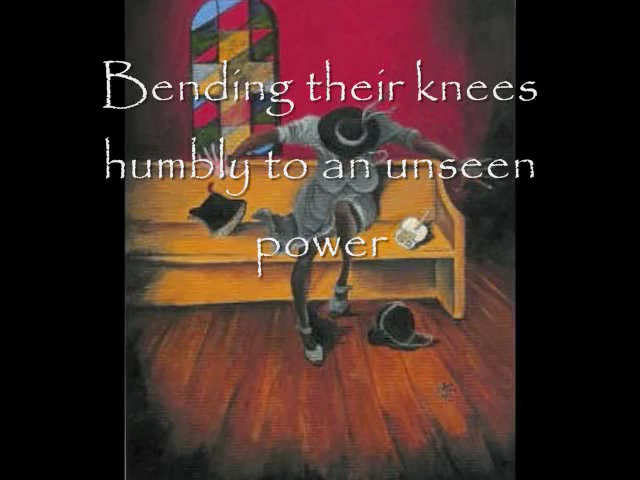 Bending their knees
humbly to an unseen
power